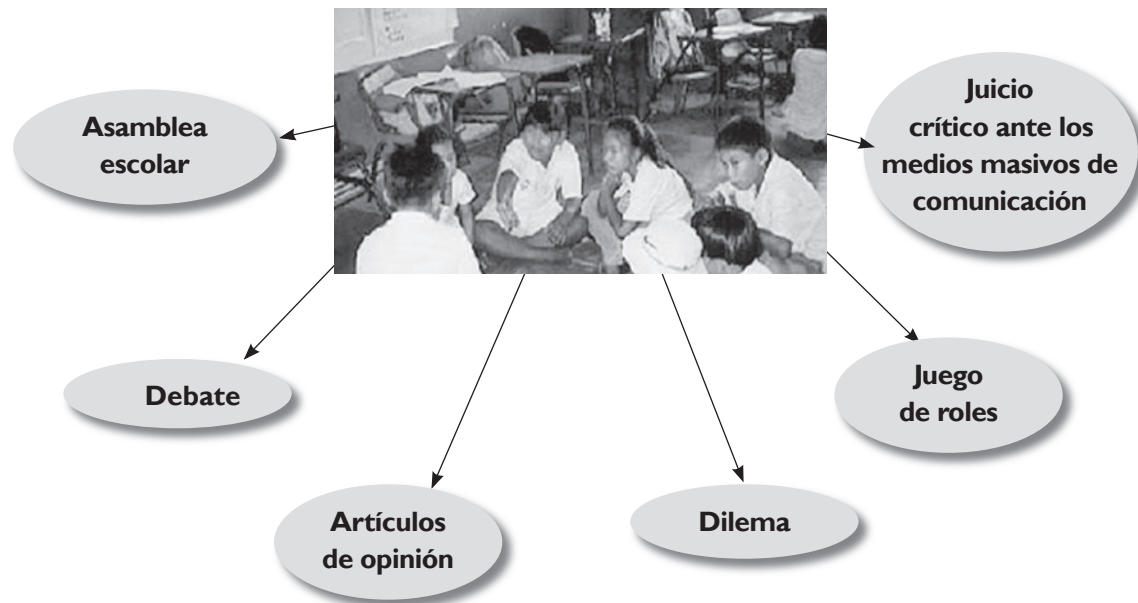 Asamblea
escolar
Juicio
crítico ante los
medios masivos de
comunicación
Debate
Juego
de roles
Artículos
de opinión
Dilema